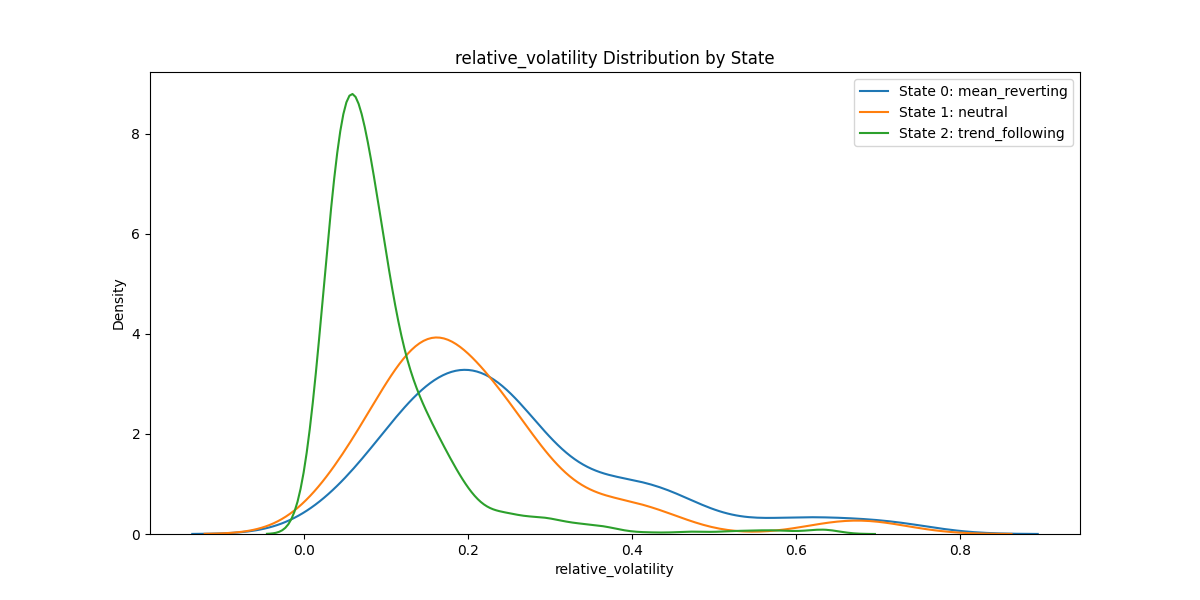 relative_volatility Distribution by State
State 0: mean_reverting
State 1: neutral
State 2: trend_following
Density
8
6
4
2
0
0.0 0.2 0.4 0.6 0.8
relative_volatility